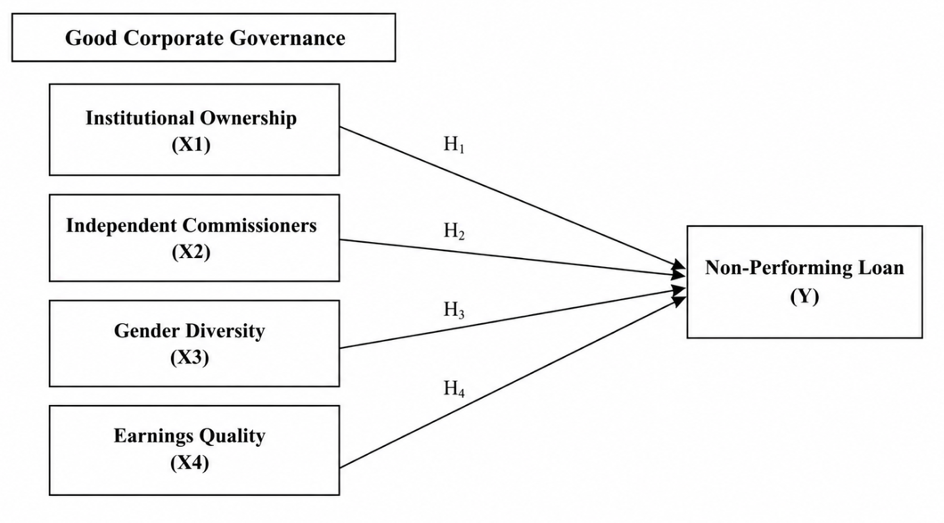 Good Corporate Governance
Institutional Ownership
(X1)
H₁
Independent Commissioners
(X2)
H₂
Non-Performing Loan
(Y)
Gender Diversity
(X3)
H₃
Earnings Quality
(X4)
H₄